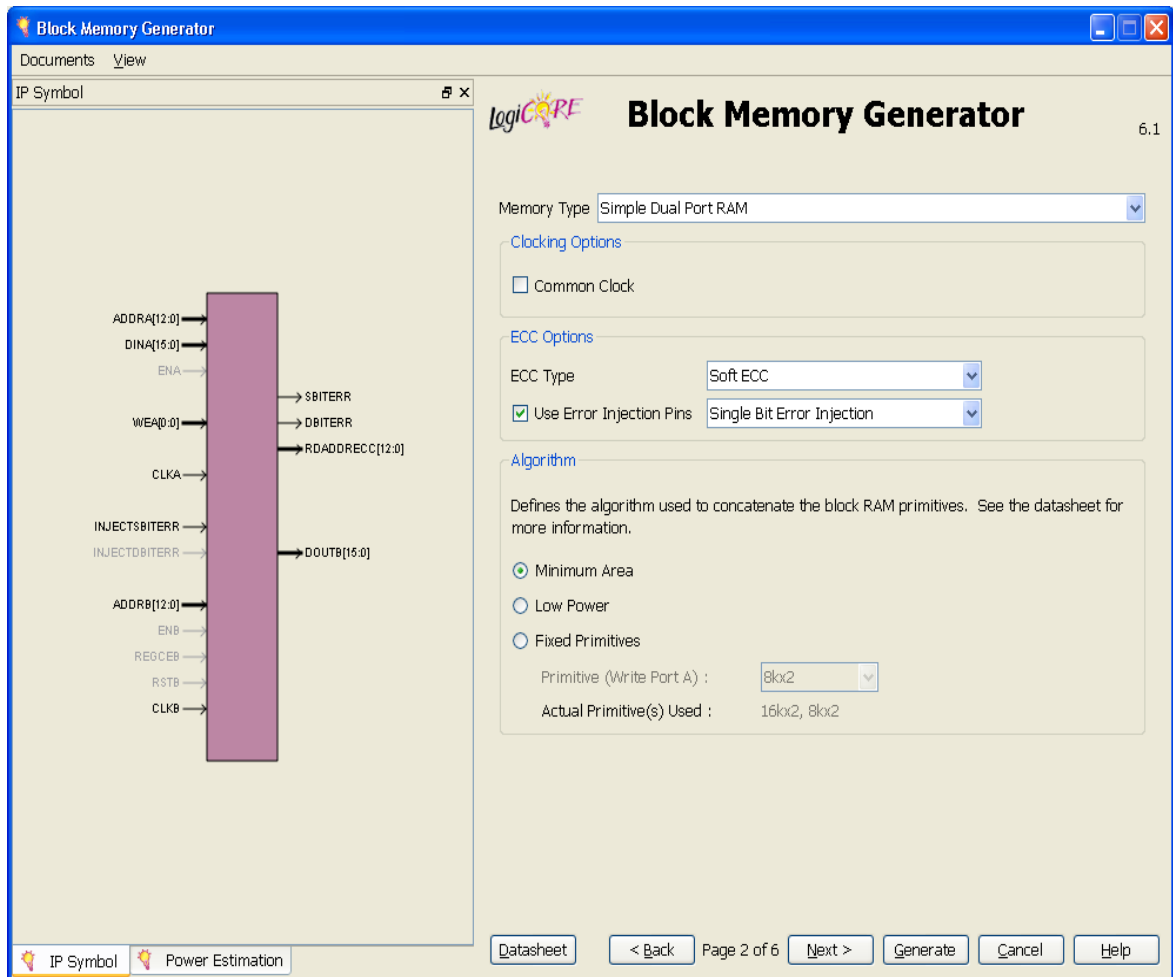 Block Memory Generator
Documents View
IP Symbol
ADDRA[12:0]
DINA[15:0]
ENA
WEA[0:0]
CLKA
INJECTSBITERR
INJECTDBITERR
ADDRB[12:0]
ENB
REGCEB
RSTB
CLKB
SBITERR
DBITERR
RDADDRECC[12:0]
DOUTB[15:0]
IP Symbol Power Estimation
LogiCORE
Block Memory Generator
6.1
Memory Type Simple Dual Port RAM
Clocking Options
Common Clock
ECC Options
ECC Type Soft ECC
Use Error Injection Pins Single Bit Error Injection
Algorithm
Defines the algorithm used to concatenate the block RAM primitives. See the datasheet for
more information.
Minimum Area
Low Power
Fixed Primitives
Primitive (Write Port A) : 8kx2
Actual Primitive(s) Used : 16kx2, 8kx2
Datasheet < Back Page 2 of 6 Next > Generate Cancel Help